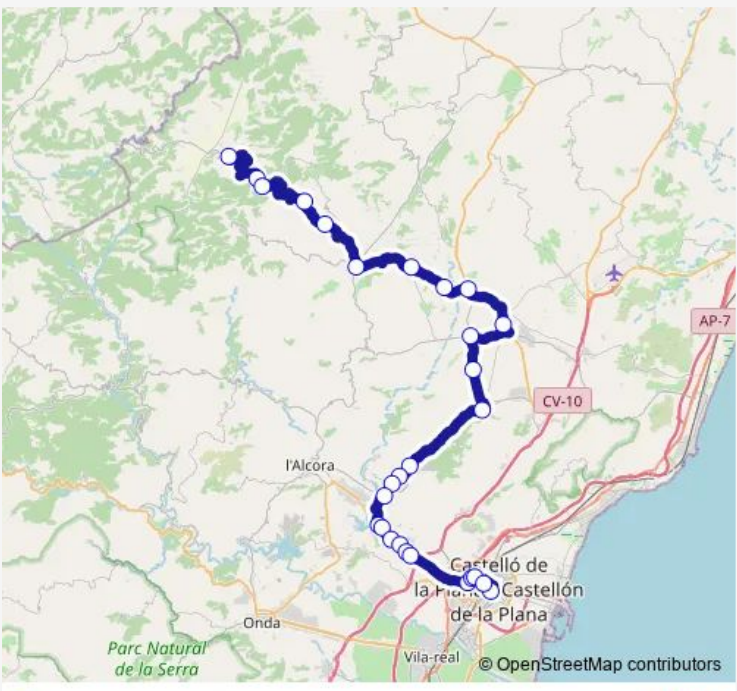 AP-7
CV-10
l'Alcora
Castelló de
la Plana Castellón
de la Plana
Onda
Parc Natural
de la Serra
Vila-real
© OpenStreetMap contributors